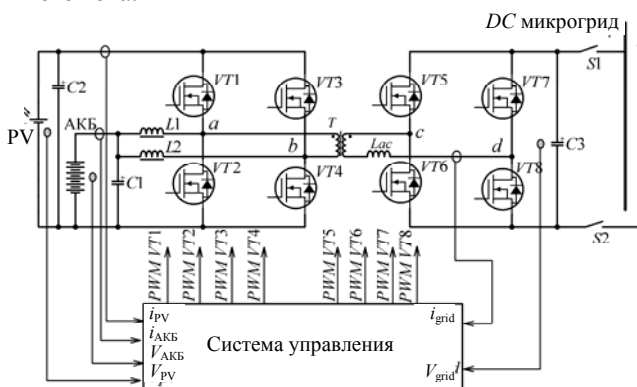 DC микрогрид
S1
VT1
VT3
VT5
VT7
C2
PV
АКБ
L1
a
T
c
L2
b
Lac
d
C3
C1
VT2
VT4
VT6
VT8
S2
PWM VT1
PWM VT2
PWM VT3
PWM VT4
PWM VT5
PWM VT6
PWM VT7
PWM VT8
iPV
iАКБ
VАКБ
VPV
Система управления
igrid
Vgrid